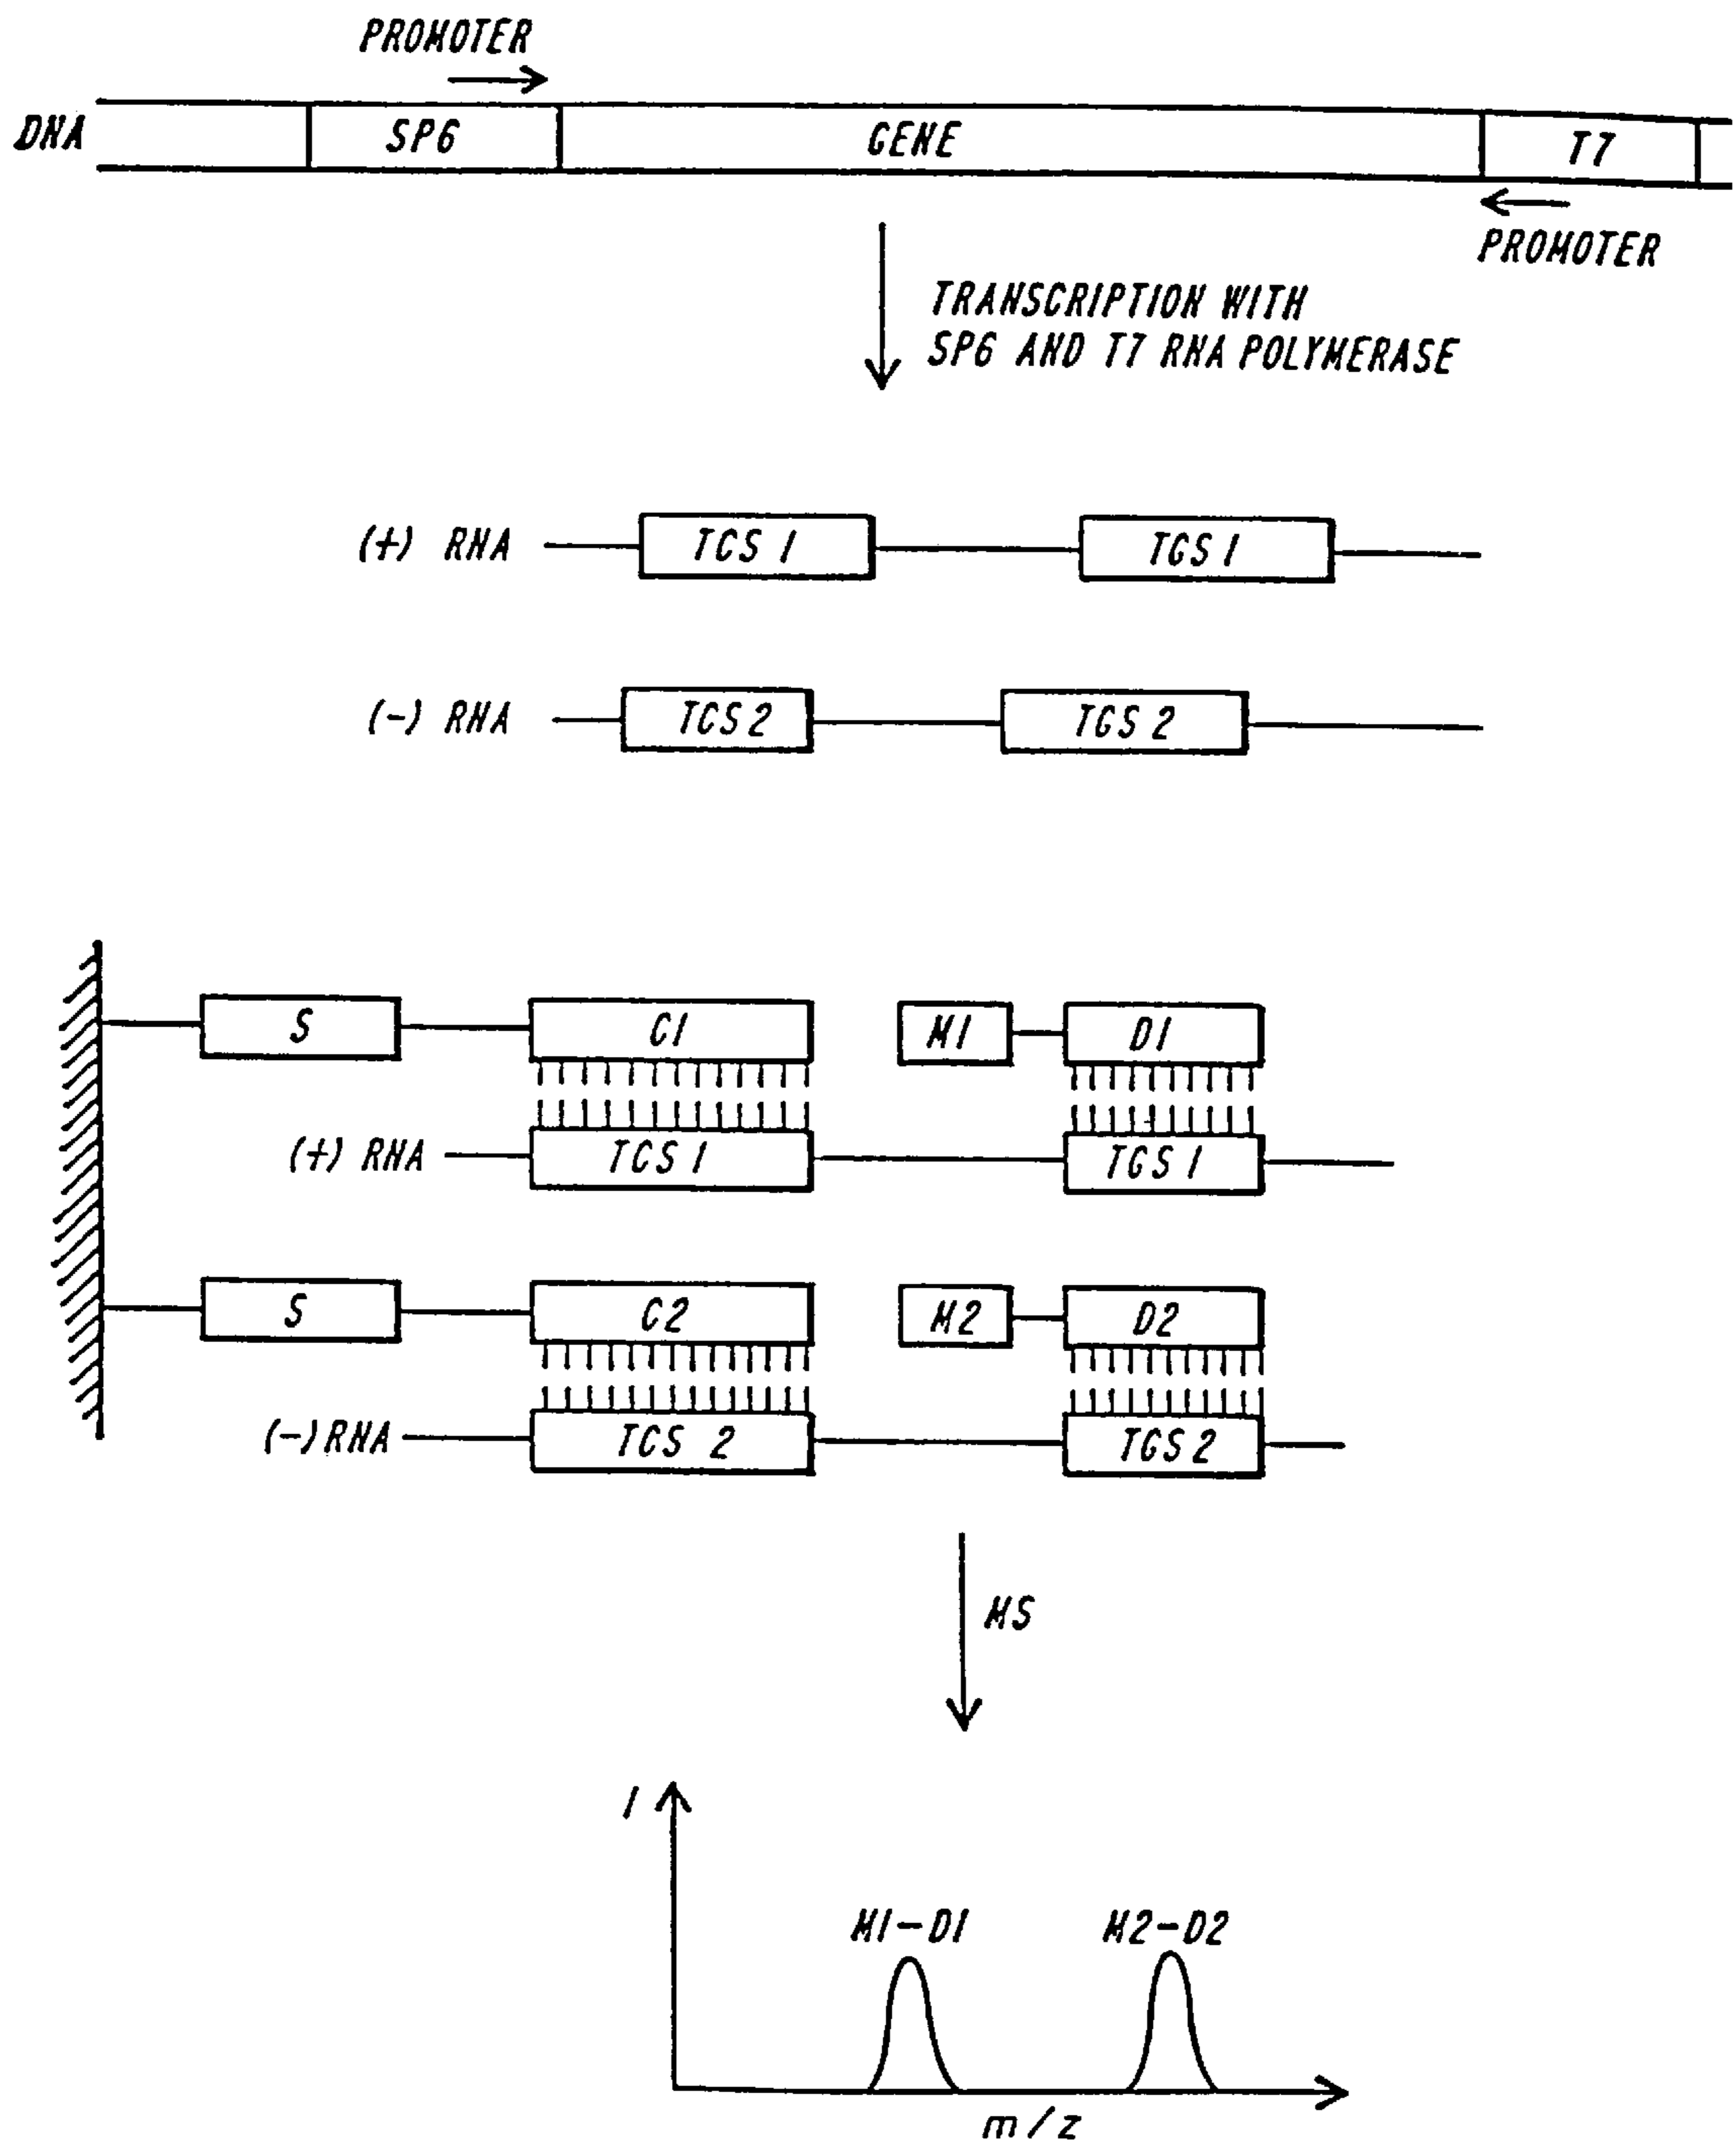 PROMOTER
DNA SP6 GENE T7
PROMOTER
TRANSCRIPTION WITH
SP6 AND T7 RNA POLYMERASE
(+) RNA TCS 1 TGS 1
(-) RNA TCS 2 TGS 2
S C1 M1 D1
(+) RNA TCS 1 TGS 1
S C2 M2 D2
(-) RNA TCS 2 TGS 2
MS
I
M1-D1 M2-D2
m/z